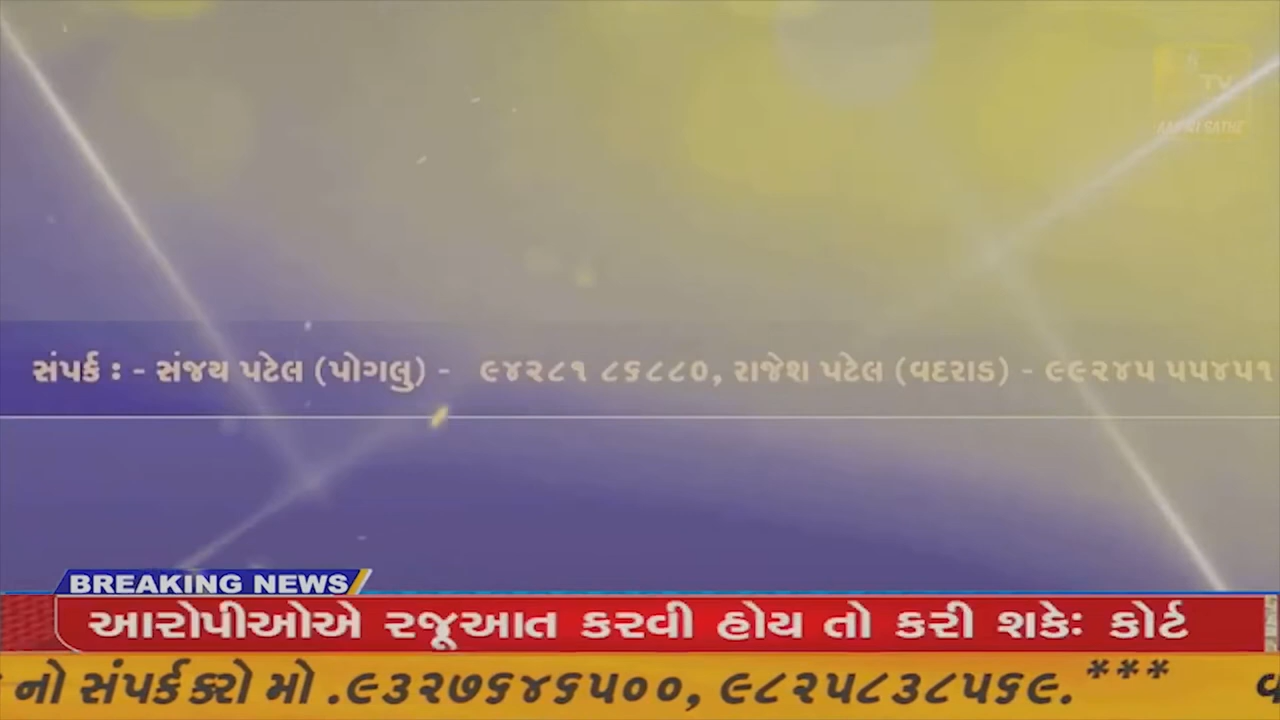 TV
સંપર્ક : - સંજય પટેલ (પોગલુ) - ૯૪૨૮૧ ૮૬૮૮૦, રાજેશ પટેલ (વદરાડ) - ૯૯૨૪૫ ૫૫૪૫૧
BREAKING NEWS
આરોપીઓએ રજૂઆત કરવી હોય તો કરી શકેઃ કોર્ટ
નો સંપર્ક કરો મો .૯૩૨૭૬૪૬૫૦૦, ૯૮૨૫૮૩૮૫૬૯.***